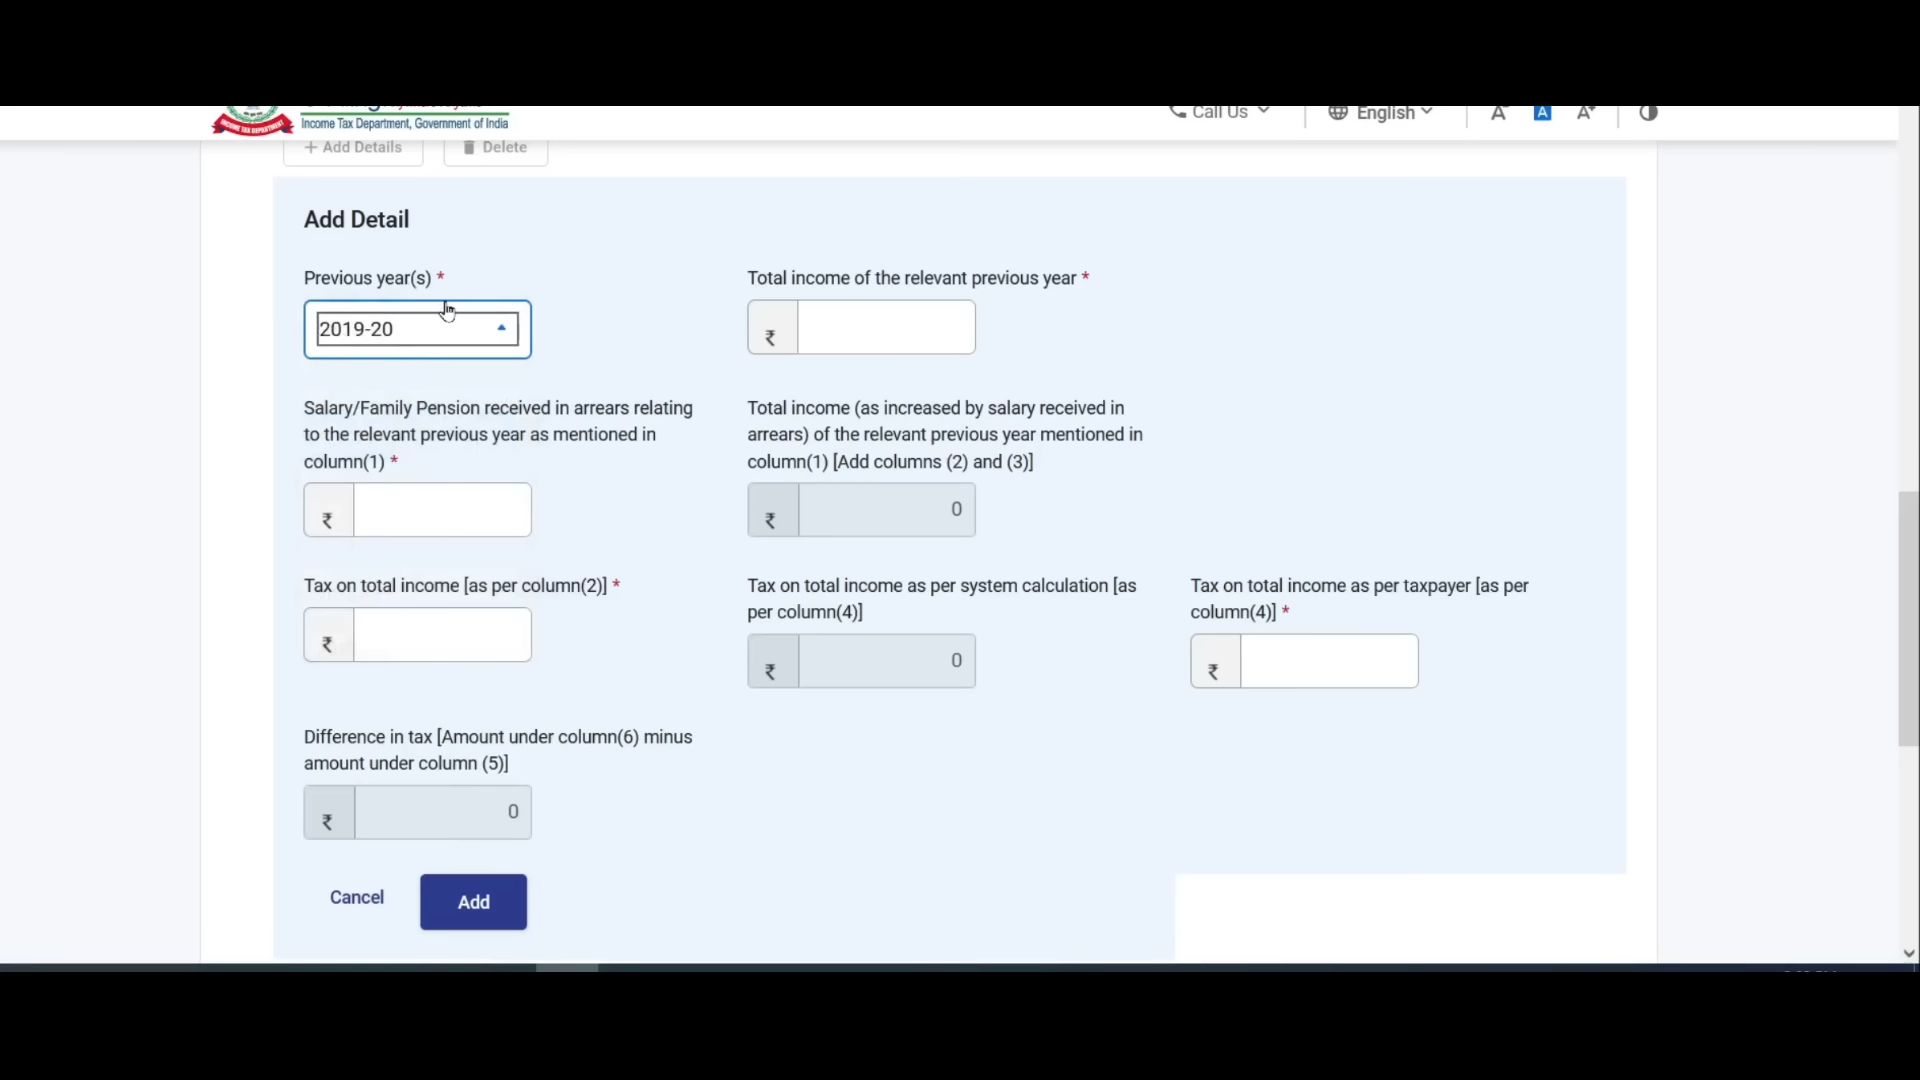 INCOME TAX DEPARTMENT
Income Tax Department, Government of India
Call Us
English
A
A
A+
+ Add Details
Delete
Add Detail
Previous year(s) *
Total income of the relevant previous year *
2019-20
₹
Salary/Family Pension received in arrears relating
to the relevant previous year as mentioned in
column(1) *
Total income (as increased by salary received in
arrears) of the relevant previous year mentioned in
column(1) [Add columns (2) and (3)]
₹
₹ 0
Tax on total income [as per column(2)] *
Tax on total income as per system calculation [as
per column(4)]
Tax on total income as per taxpayer [as per
column(4)] *
₹
₹ 0
₹
Difference in tax [Amount under column(6) minus
amount under column (5)]
₹ 0
Cancel
Add